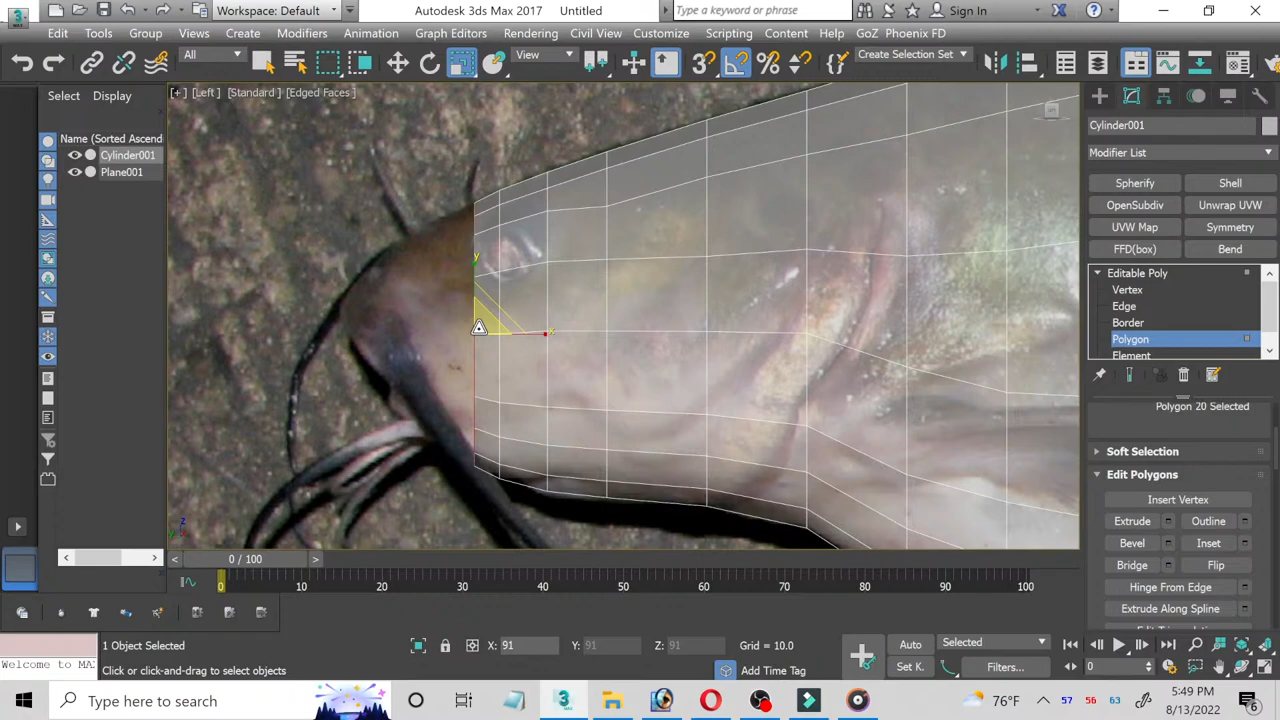 Workspace: Default
Autodesk 3ds Max 2017
Untitled
Type a keyword or phrase
Sign In
Edit Tools Group Views Create Modifiers Animation Graph Editors Rendering Civil View Customize Scripting Content Help GoZ Phoenix FD
All
View
Create Selection Set
[+] [Left] [Standard] [Edged Faces]
Select Display
Name (Sorted Ascend
Cylinder001
Plane001
y
x
z
Cylinder001
Modifier List
Spherify Shell
OpenSubdiv Unwrap UVW
UVW Map Symmetry
FFD(box) Bend
Editable Poly
Vertex
Edge
Border
Polygon
Element
Polygon 20 Selected
Soft Selection
Edit Polygons
Insert Vertex
Extrude Outline
Bevel Inset
Bridge Flip
Hinge From Edge
Extrude Along Spline
0 / 100
0 10 20 30 40 50 60 70 80 90 100
1 Object Selected
X: 91 Y: 91 Z: 91
Grid = 10.0
Auto
Selected
Welcome to MA
Click or click-and-drag to select objects
Add Time Tag
Set K.
Filters...
0
Type here to search
76°F
57 56 63
5:49 PM
8/13/2022
6